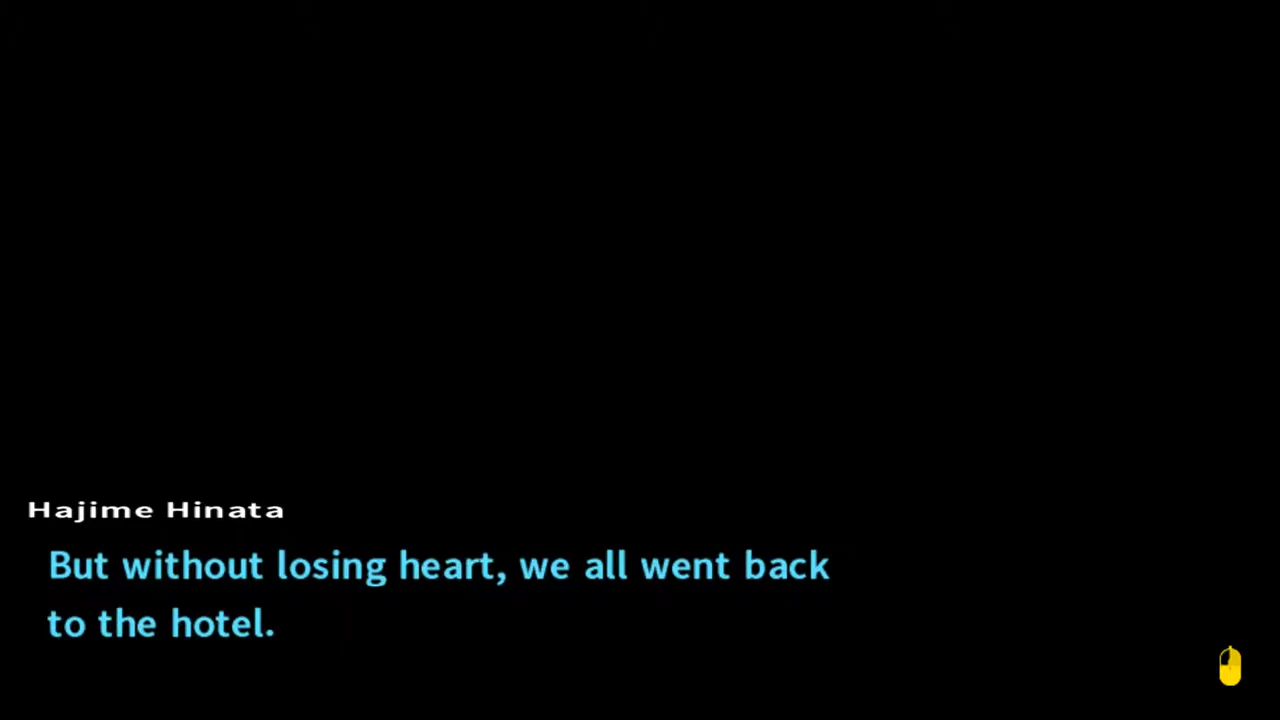 Hajime Hinata
But without losing heart, we all went back
to the hotel.